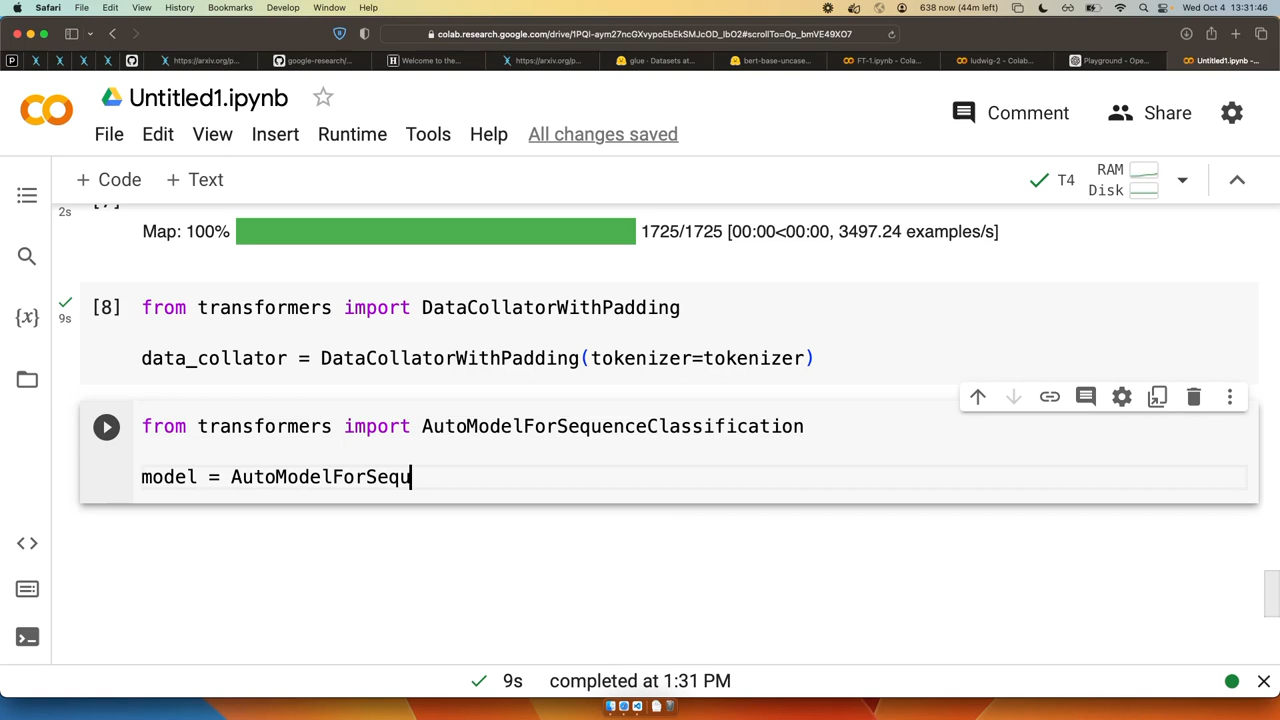 Safari File Edit View History Bookmarks Develop Window Help 638 now (44m left) Wed Oct 4 13:31:46
colab.research.google.com/drive/1PQI-aym27ncGXvypoEbEkSMJcOD_lbO2#scrollTo=Op_bmVE49XO7
P https://arxiv.org/p... google-research/... H Welcome to the... https://arxiv.org/p... glue · Datasets at... bert-base-uncase... FT-1.ipynb - Cola... ludwig-2 - Colab... Playground - Ope... Untitled1.ipynb -...
Untitled1.ipynb
Comment Share
File Edit View Insert Runtime Tools Help All changes saved
+ Code + Text T4 RAM Disk
[7]
2s
Map: 100% 1725/1725 [00:00<00:00, 3497.24 examples/s]
[8] from transformers import DataCollatorWithPadding
9s
data_collator = DataCollatorWithPadding(tokenizer=tokenizer)
from transformers import AutoModelForSequenceClassification
{x}
model = AutoModelForSequ
9s completed at 1:31 PM